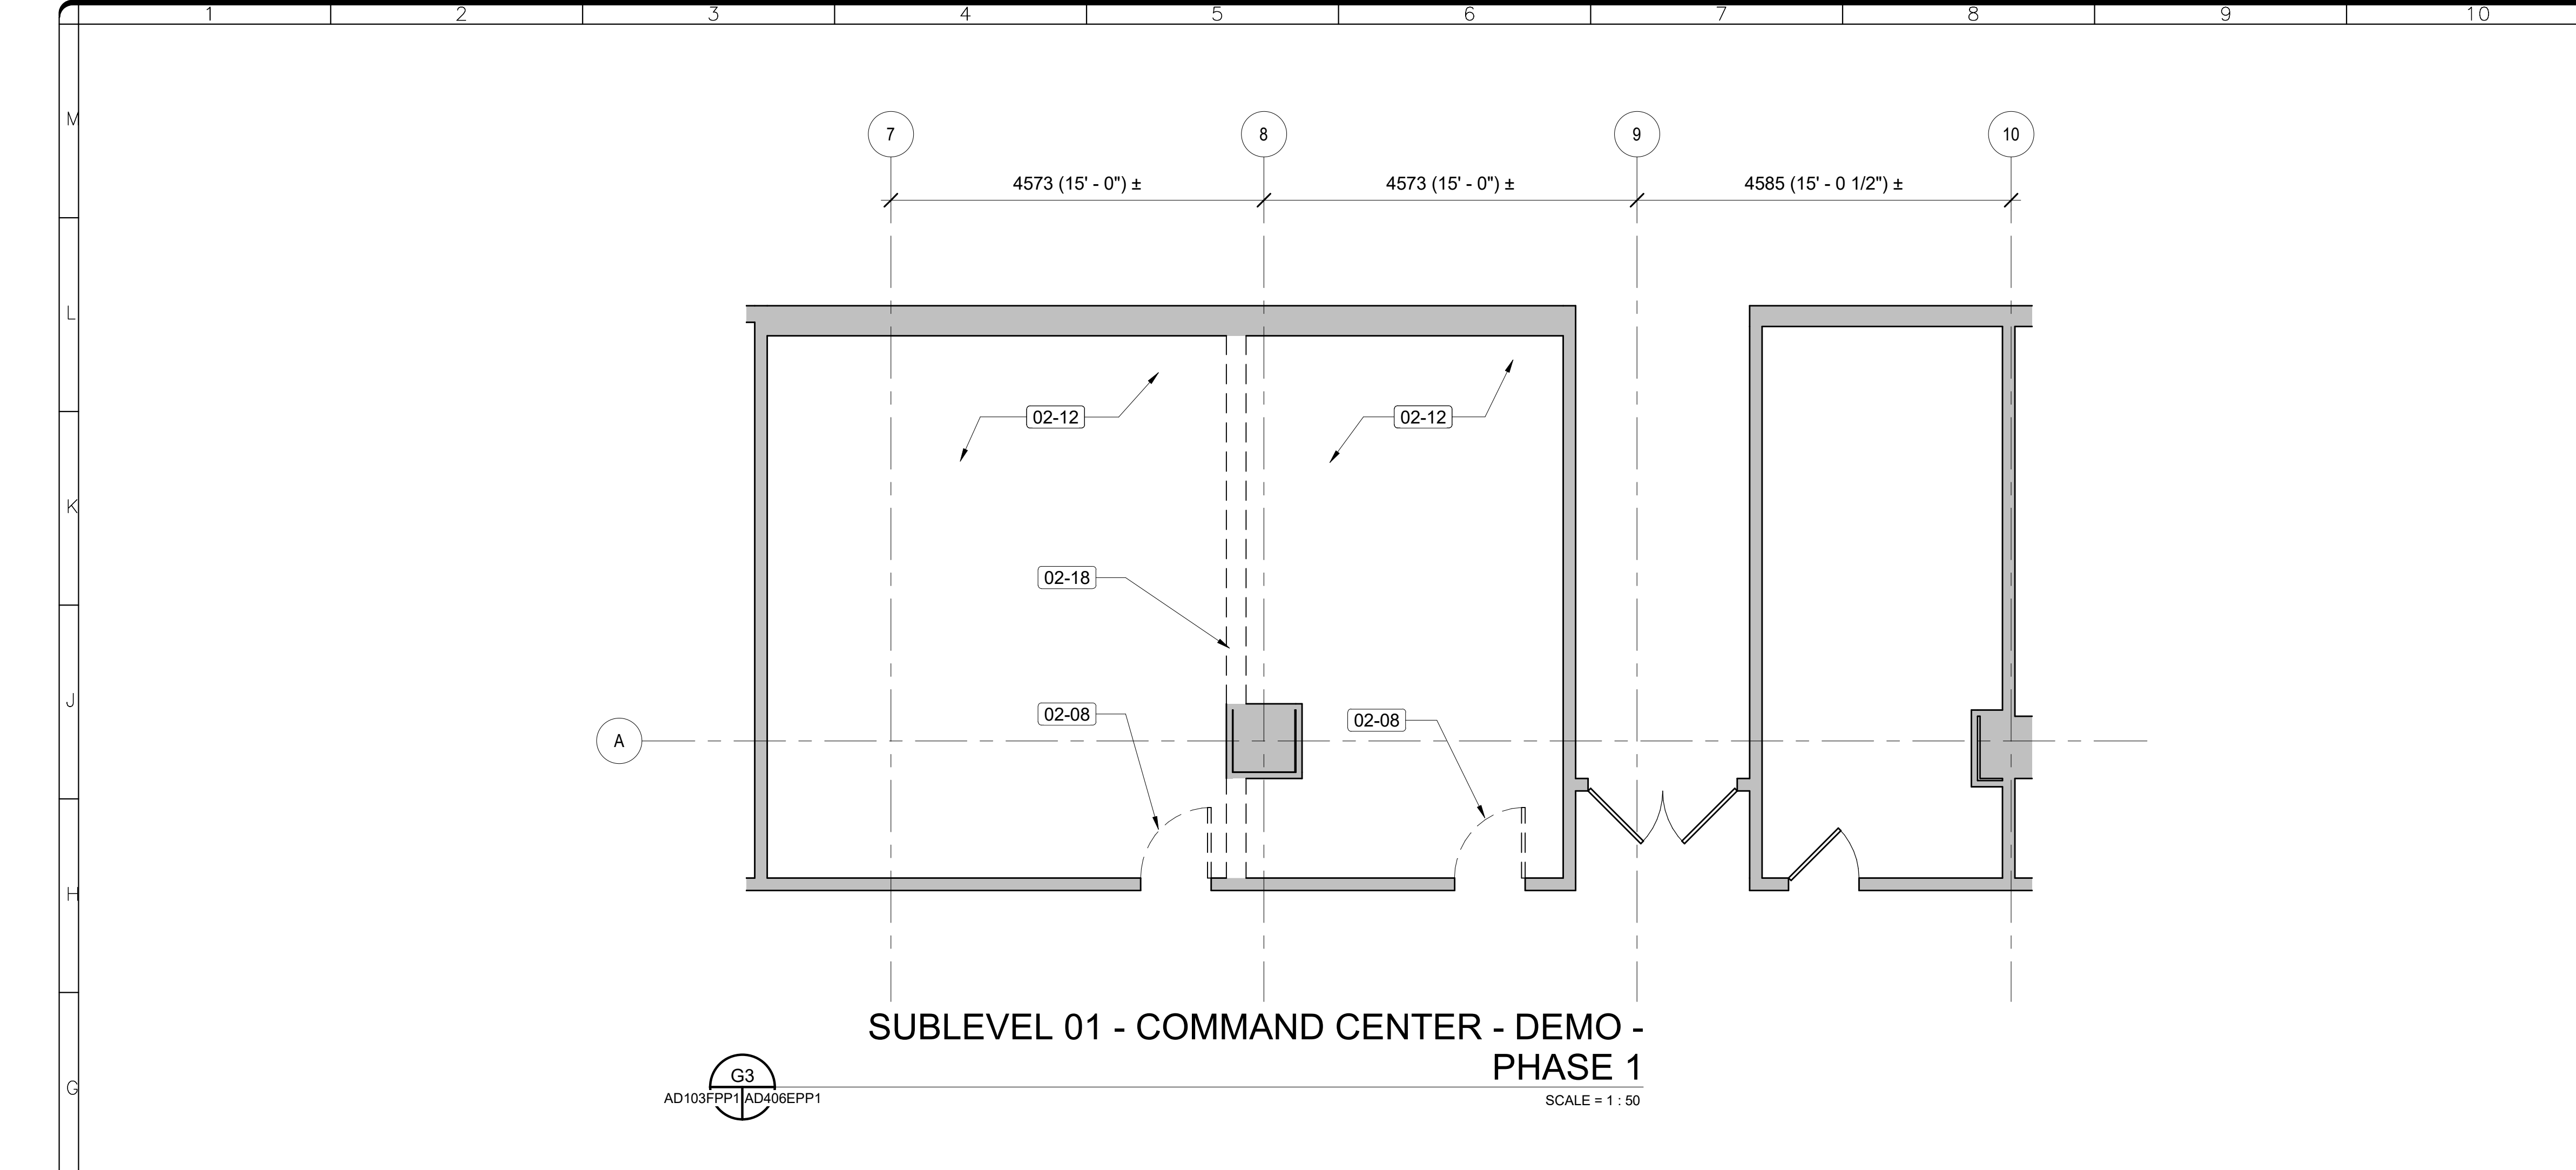 1 2 3 4 5 6 7 8 9 10
M
7 8 9 10
4573 (15' - 0") ± 4573 (15' - 0") ± 4585 (15' - 0 1/2") ±
L
02-12 02-12
K
02-18
J
02-08 02-08
A
H
SUBLEVEL 01 - COMMAND CENTER - DEMO -
PHASE 1
G
G3
AD103FPP1 AD406EPP1
SCALE = 1 : 50